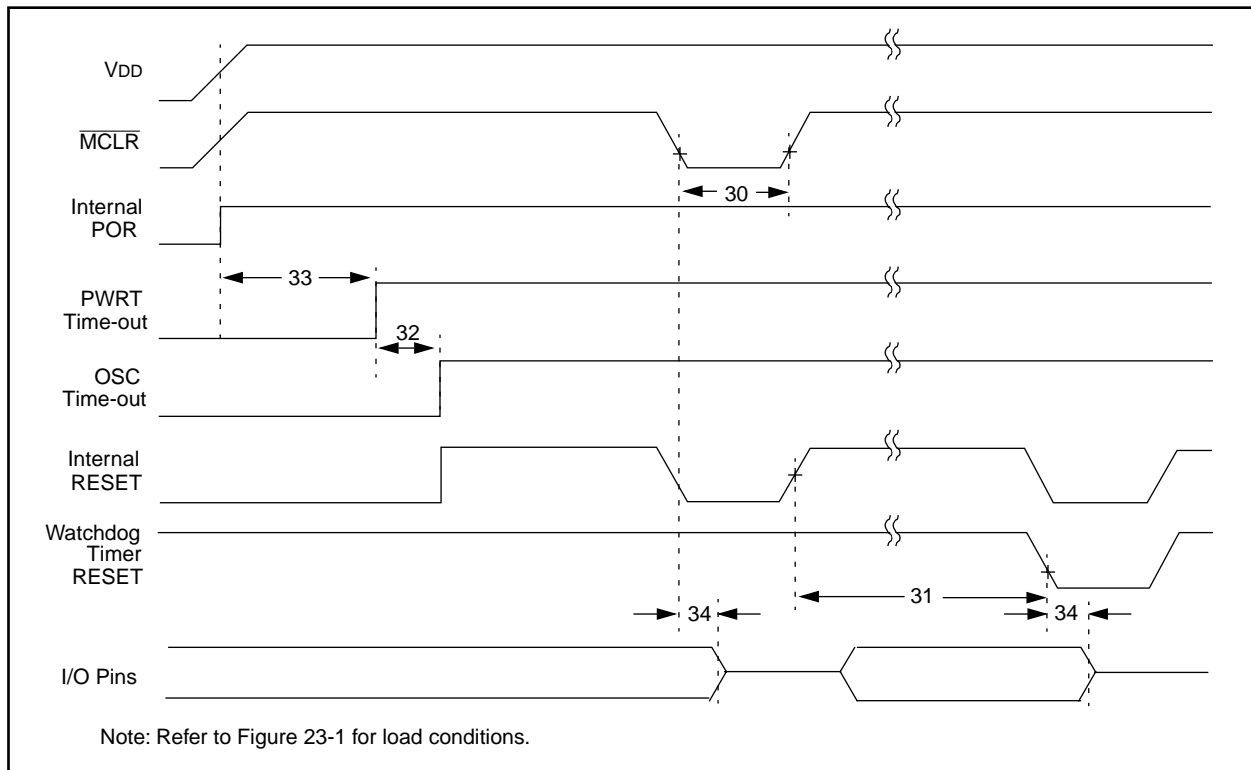 VDD
MCLR
30
Internal
POR
33
PWRT
Time-out
32
OSC
Time-out
Internal
RESET
Watchdog
Timer
RESET
31
34
34
I/O Pins
Note: Refer to Figure 23-1 for load conditions.